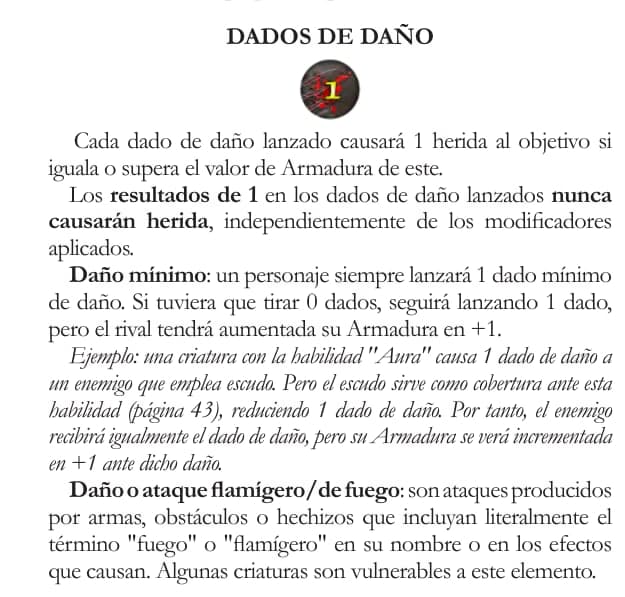 DADOS DE DAÑO
1
Cada dado de daño lanzado causará 1 herida al objetivo si
iguala o supera el valor de Armadura de este.
Los resultados de 1 en los dados de daño lanzados nunca
causarán herida, independientemente de los modificadores
aplicados.
Daño mínimo: un personaje siempre lanzará 1 dado mínimo
de daño. Si tuviera que tirar 0 dados, seguirá lanzando 1 dado,
pero el rival tendrá aumentada su Armadura en +1.
Ejemplo: una criatura con la habilidad "Aura" causa 1 dado de daño a
un enemigo que emplea escudo. Pero el escudo sirve como cobertura ante esta
habilidad (página 43), reduciendo 1 dado de daño. Por tanto, el enemigo
recibirá igualmente el dado de daño, pero su Armadura se verá incrementada
en +1 ante dicho daño.
Daño o ataque flamígero/de fuego: son ataques producidos
por armas, obstáculos o hechizos que incluyan literalmente el
término "fuego" o "flamígero" en su nombre o en los efectos
que causan. Algunas criaturas son vulnerables a este elemento.